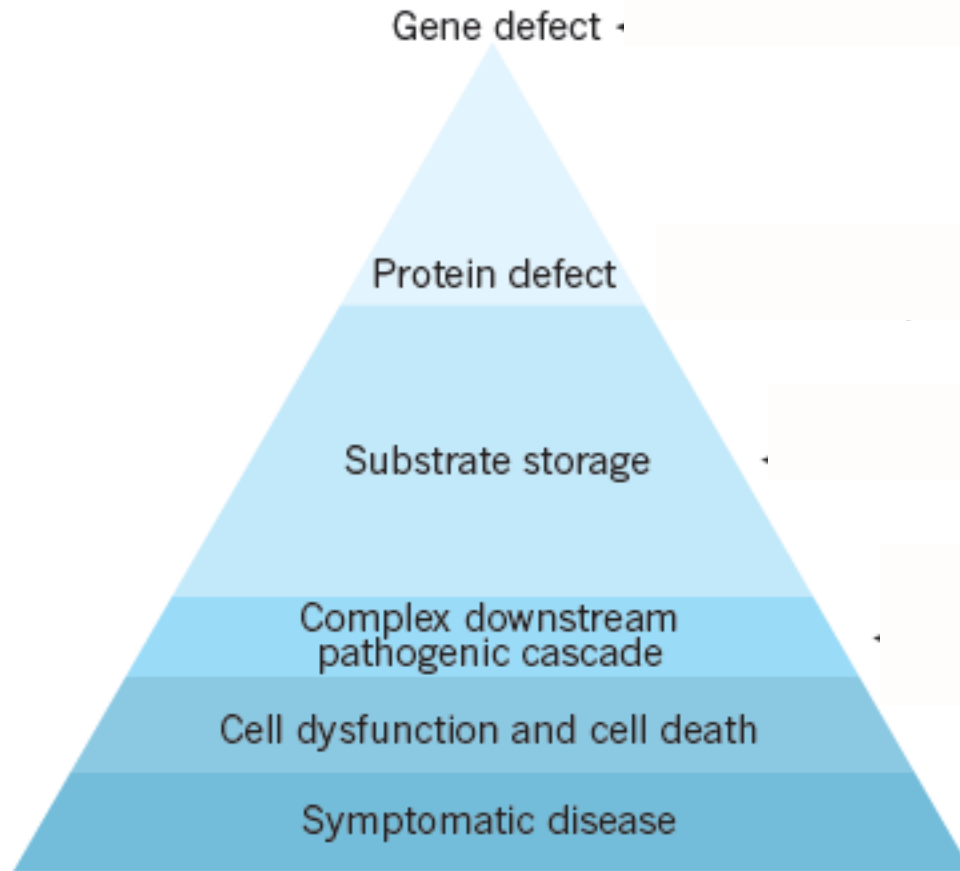 Gene defect
Protein defect
Substrate storage
Complex downstream
pathogenic cascade
Cell dysfunction and cell death
Symptomatic disease